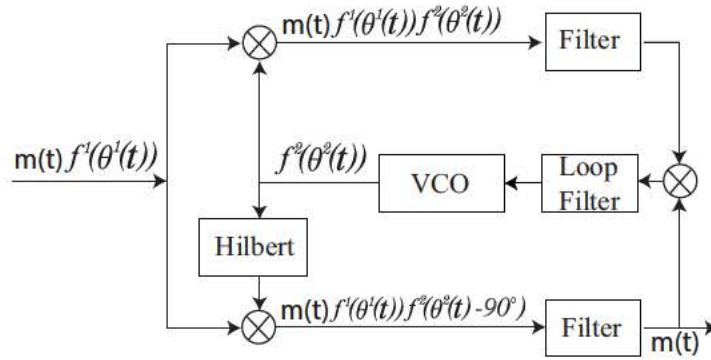 m(t) f¹(θ¹(t)) f²(θ²(t))
Filter
m(t) f¹(θ¹(t))
f²(θ²(t))
VCO
Loop
Filter
Hilbert
m(t) f¹(θ¹(t)) f²(θ²(t) -90°)
Filter
m(t)